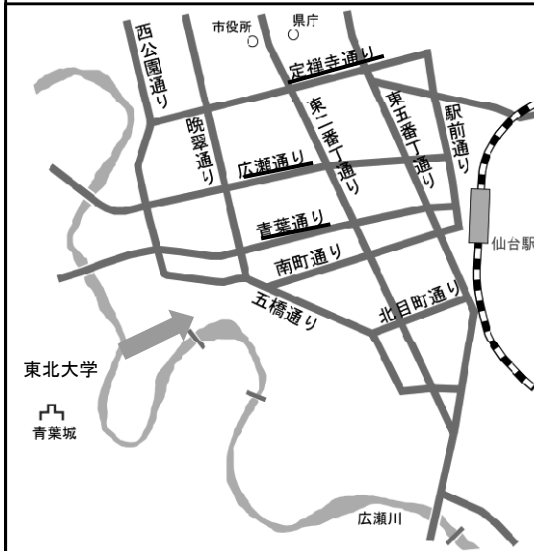 市役所
県庁
西公園通り
定禅寺通り
晩翠通り
東二番丁通り
東五番丁通り
駅前通り
広瀬通り
青葉通り
南町通り
仙台駅
五橋通り
北目町通り
東北大学
青葉城
広瀬川